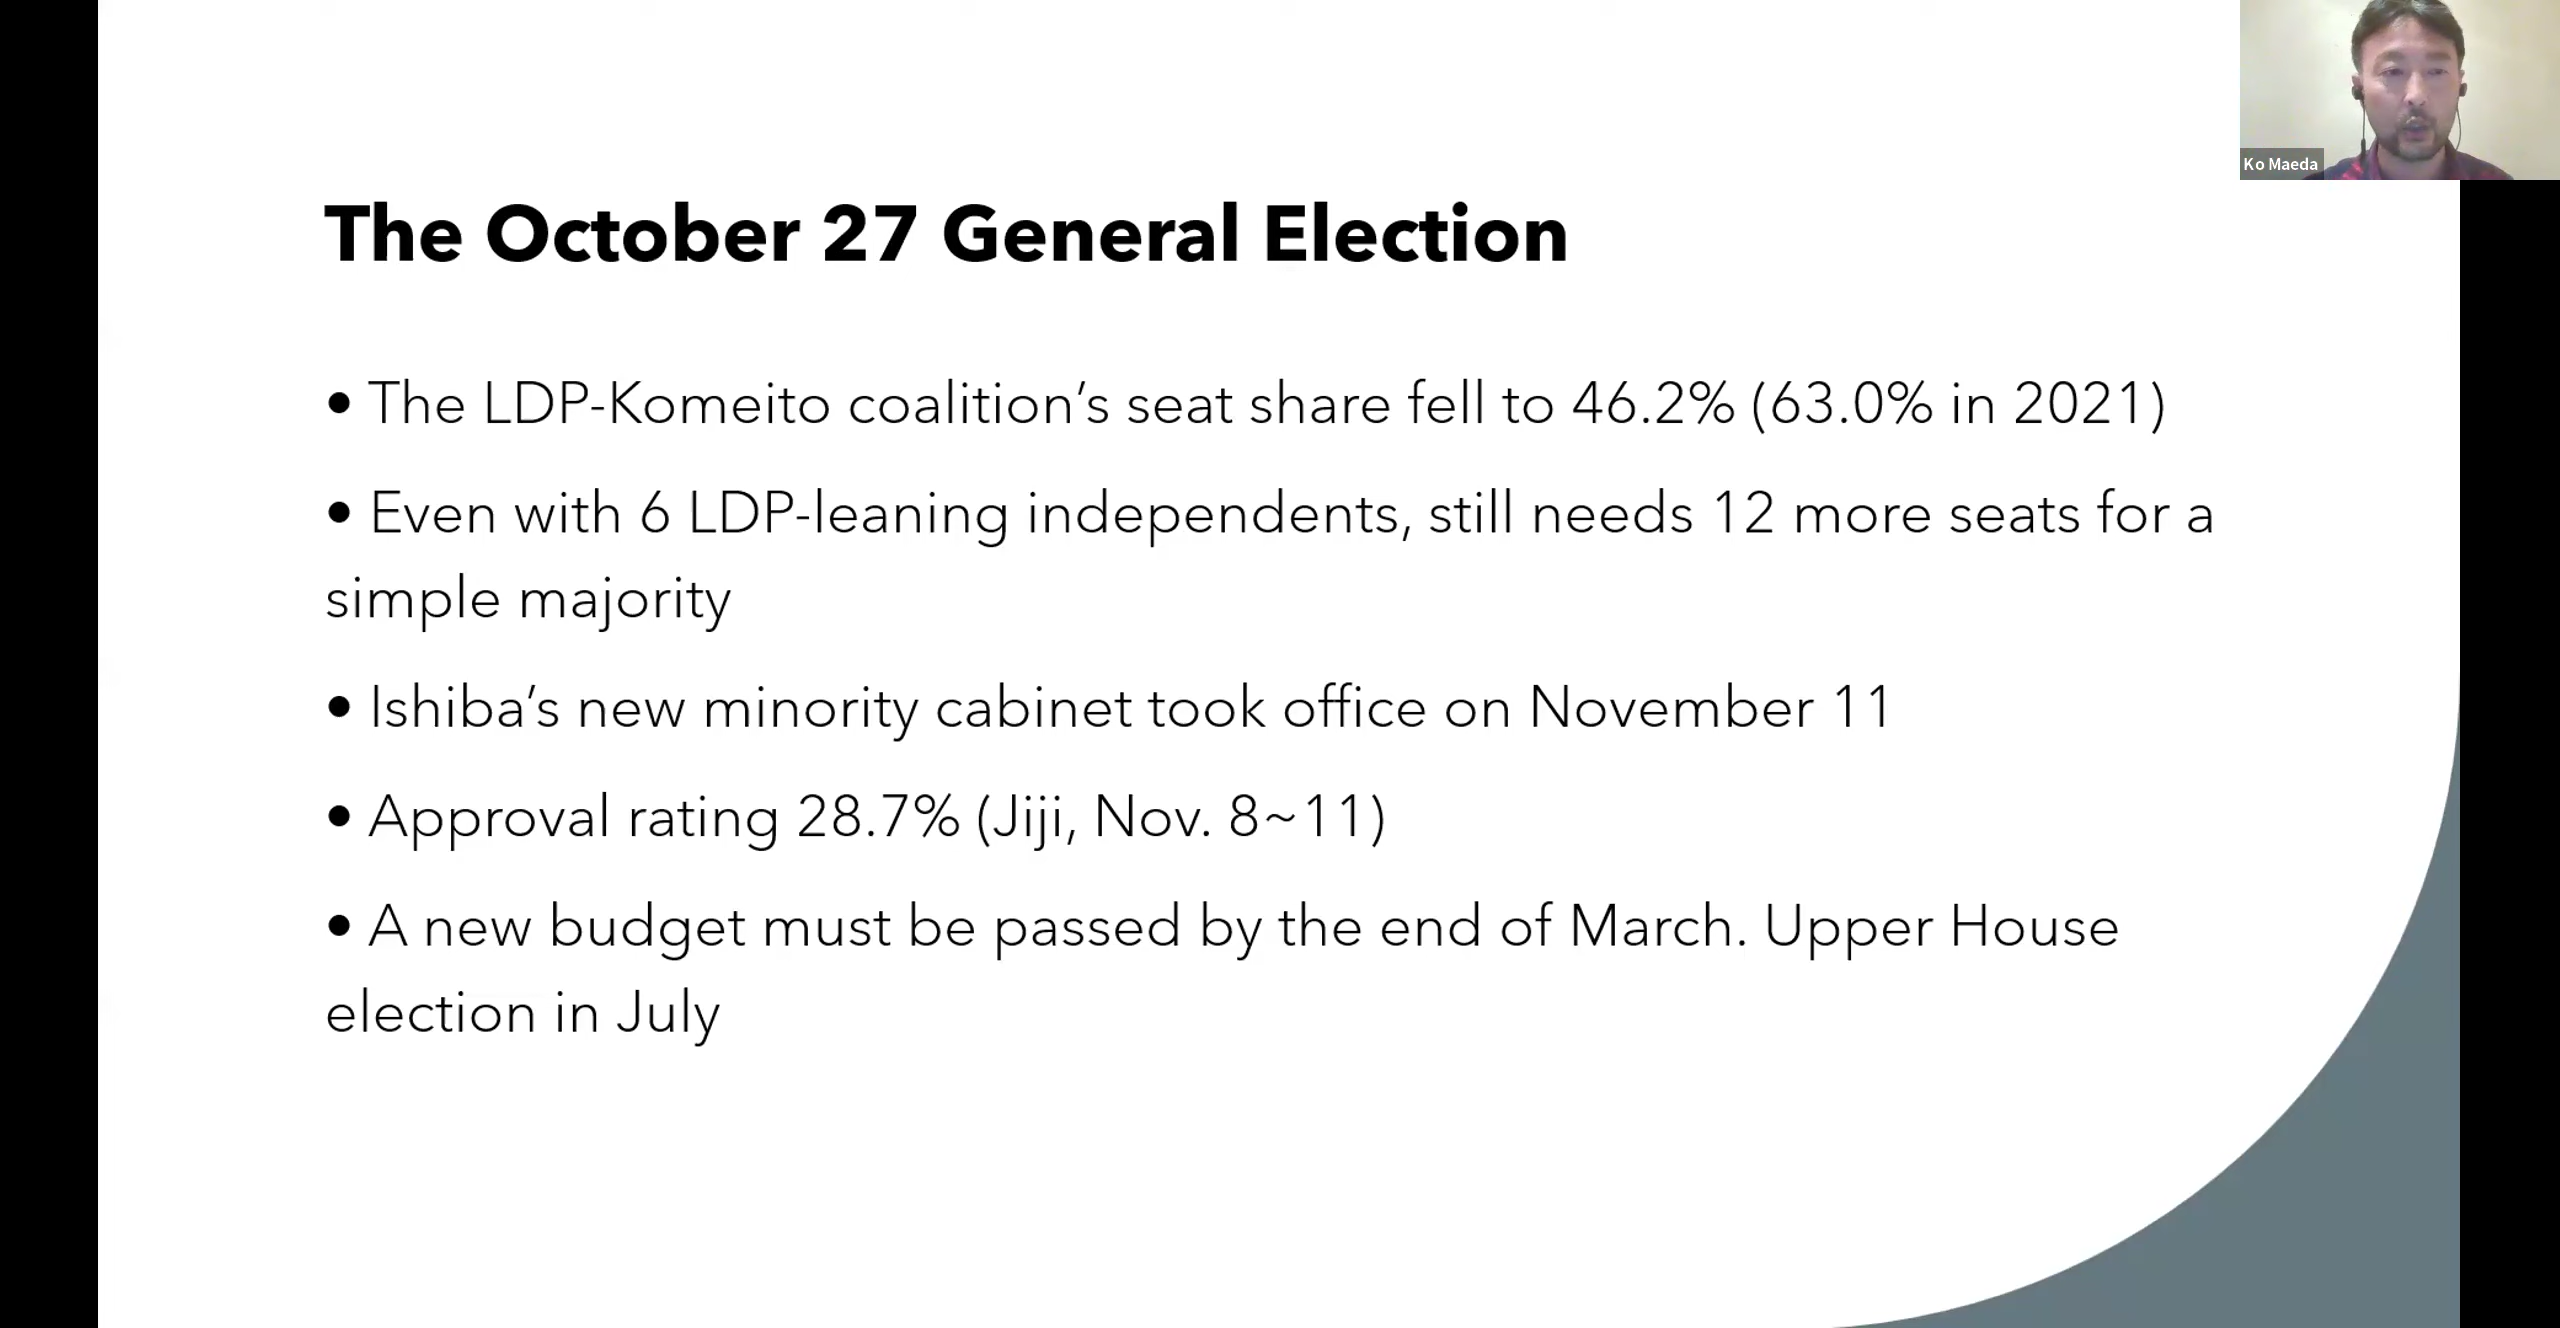 Ko Maeda
The October 27 General Election
• The LDP-Komeito coalition’s seat share fell to 46.2% (63.0% in 2021)
• Even with 6 LDP-leaning independents, still needs 12 more seats for a
simple majority
• Ishiba’s new minority cabinet took office on November 11
• Approval rating 28.7% (Jiji, Nov. 8~11)
• A new budget must be passed by the end of March. Upper House
election in July